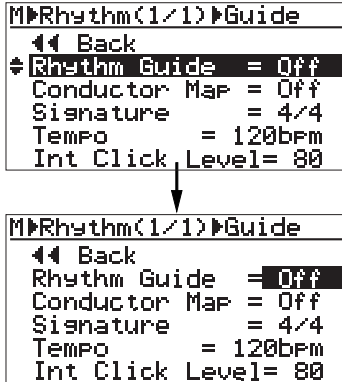 M▶Rhythm(1/1)▶Guide
◀◀ Back
Rhythm Guide = Off
Conductor Map = Off
Signature = 4/4
Tempo = 120bpm
Int Click Level= 80
M▶Rhythm(1/1)▶Guide
◀◀ Back
Rhythm Guide = Off
Conductor Map = Off
Signature = 4/4
Tempo = 120bpm
Int Click Level= 80